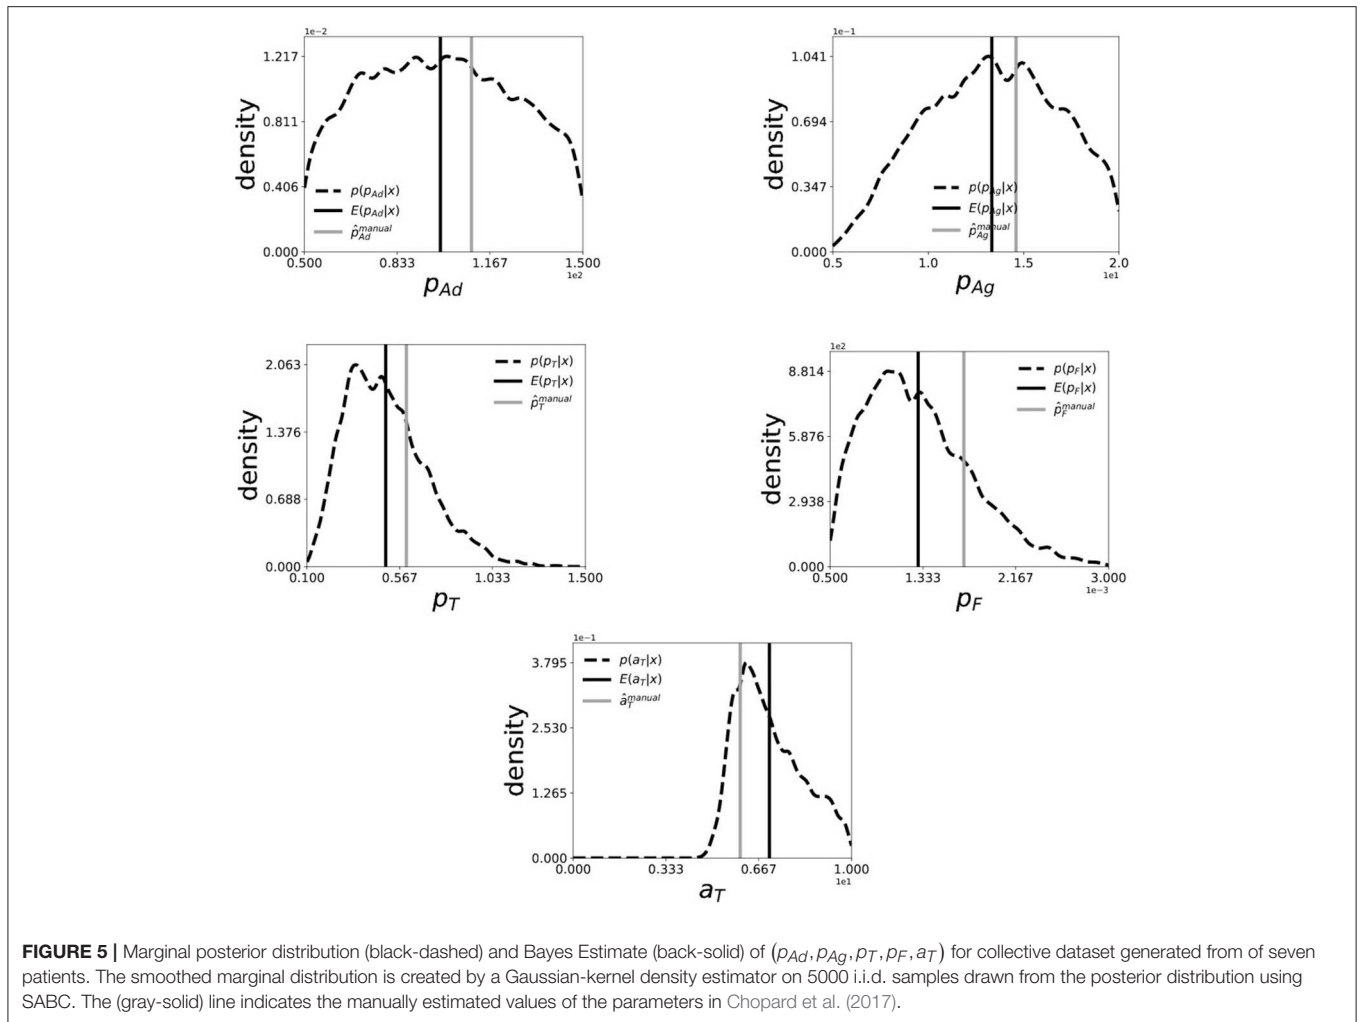 1e-2
1.217
0.811
0.406
0.000
density
p(p_Ad|x)
E(p_Ad|x)
p̂_Ad^manual
0.500 0.833 1.167 1.500
1e2
p_Ad
1e-1
1.041
0.694
0.347
0.000
density
p(p_Ag|x)
E(p_Ag|x)
p̂_Ag^manual
0.5 1.0 1.5 2.0
1e1
p_Ag
2.063
1.376
0.688
0.000
density
p(p_T|x)
E(p_T|x)
p̂_T^manual
0.100 0.567 1.033 1.500
p_T
1e2
8.814
5.876
2.938
0.000
density
p(p_F|x)
E(p_F|x)
p̂_F^manual
0.500 1.333 2.167 3.000
1e-3
p_F
1e-1
3.795
2.530
1.265
0.000
density
p(a_T|x)
E(a_T|x)
â_T^manual
0.000 0.333 0.667 1.000
1e1
a_T
FIGURE 5 | Marginal posterior distribution (black-dashed) and Bayes Estimate (back-solid) of (p_Ad, p_Ag, p_T, p_F, a_T) for collective dataset generated from of seven
patients. The smoothed marginal distribution is created by a Gaussian-kernel density estimator on 5000 i.i.d. samples drawn from the posterior distribution using
SABC. The (gray-solid) line indicates the manually estimated values of the parameters in Chopard et al. (2017).